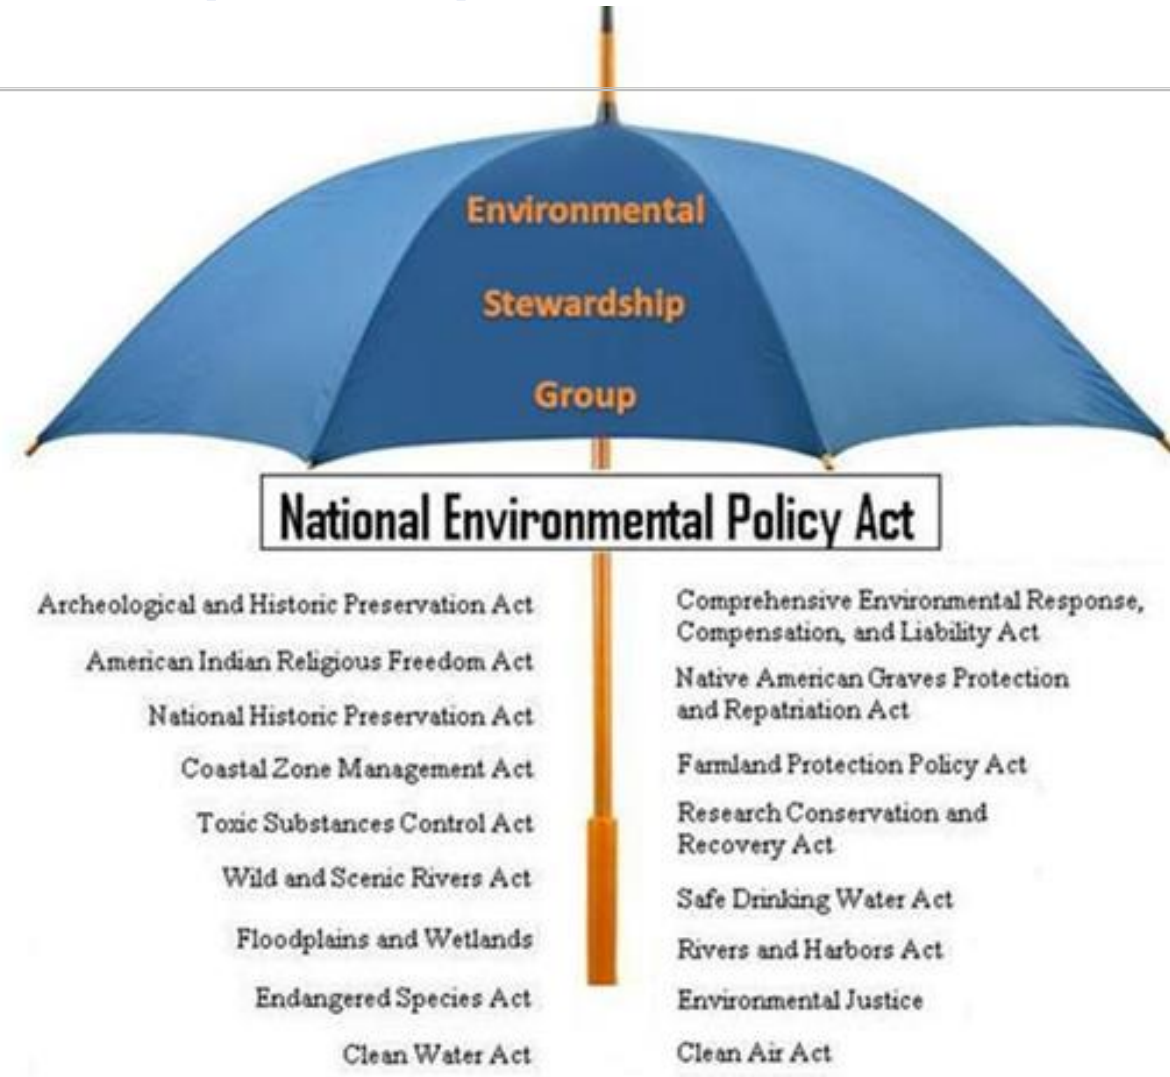 Environmental
Stewardship
Group
National Environmental Policy Act
Archeological and Historic Preservation Act
American Indian Religious Freedom Act
National Historic Preservation Act
Coastal Zone Management Act
Toxic Substances Control Act
Wild and Scenic Rivers Act
Floodplains and Wetlands
Endangered Species Act
Clean Water Act
Comprehensive Environmental Response,
Compensation, and Liability Act
Native American Graves Protection
and Repatriation Act
Farmland Protection Policy Act
Research Conservation and
Recovery Act
Safe Drinking Water Act
Rivers and Harbors Act
Environmental Justice
Clean Air Act